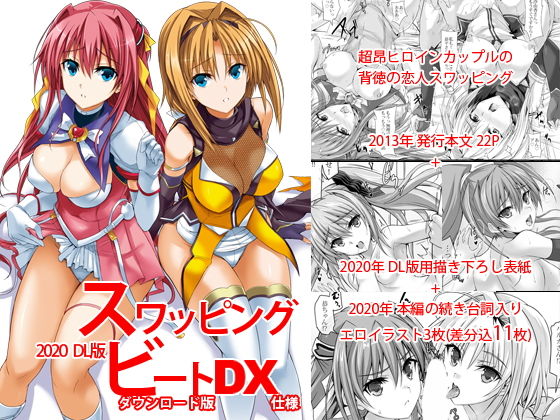 スワッピング
2020 DL版
ビートDX
ダウンロード版 仕様
超昂ヒロインカップルの
背徳の恋人スワッピング
2013年 発行本文 22P
+
2020年 DL版用描き下ろし表紙
+
2020年 本編の続き台詞入り
エロイラスト3枚(差分込11枚)